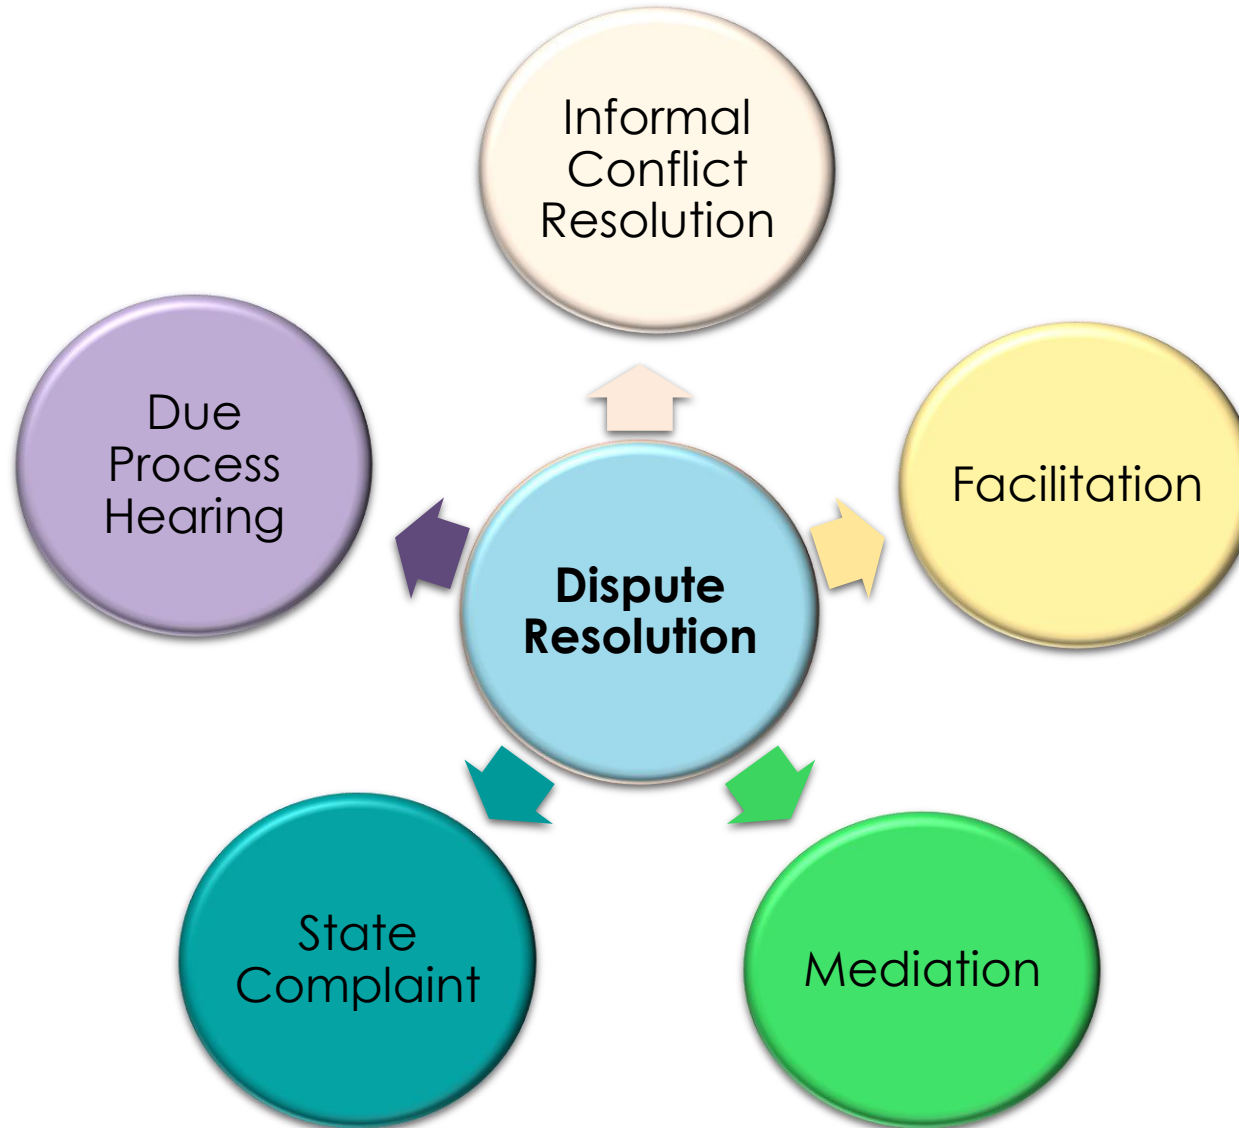 Informal
Conflict
Resolution
Due
Process
Hearing
Facilitation
Dispute
Resolution
State
Complaint
Mediation